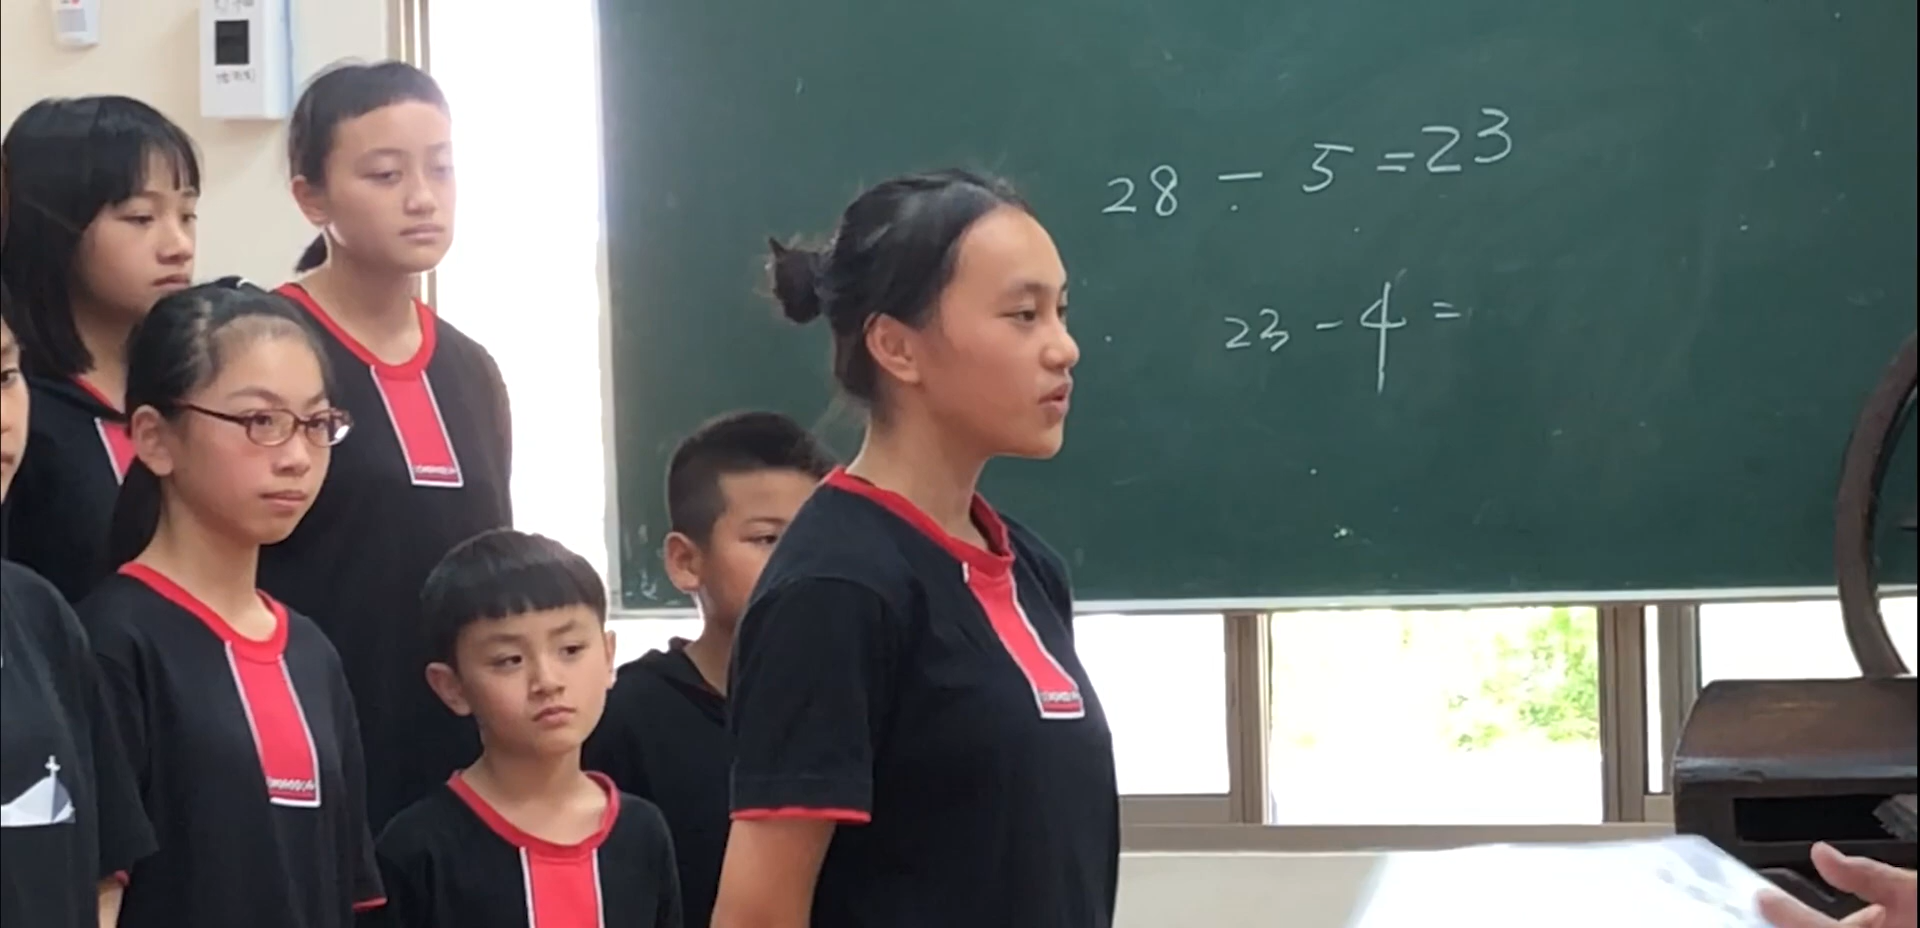 28 - 5 = 23
23 - 4 =